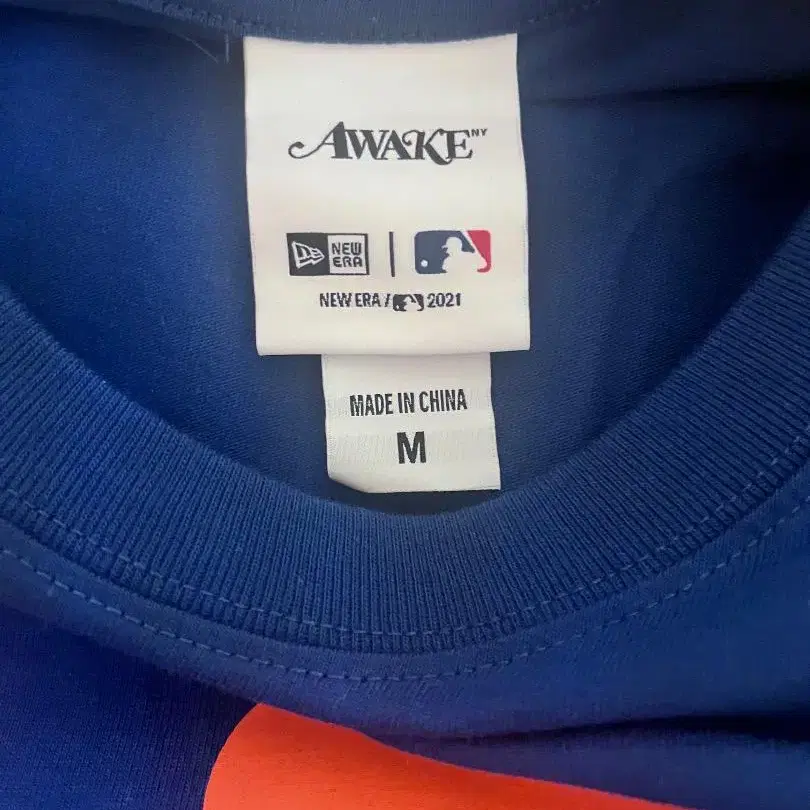 AWAKE NY
NEW ERA
NEW ERA / 2021
MADE IN CHINA
M